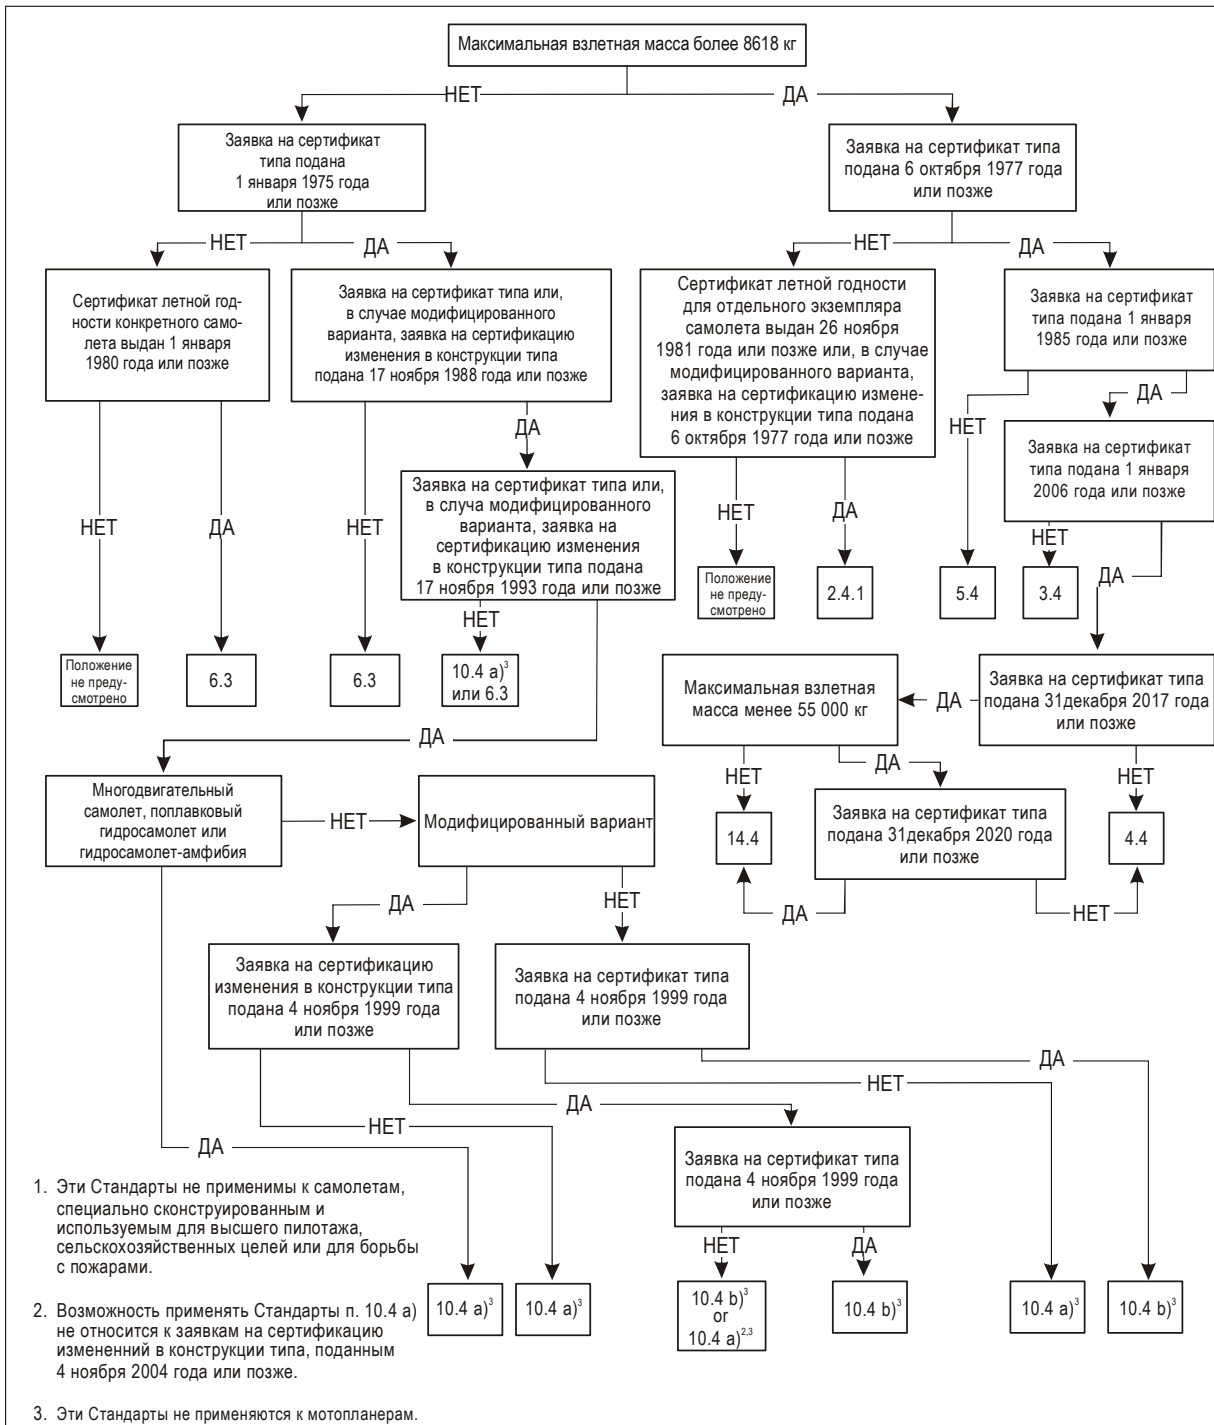 Максимальная взлетная масса более 8618 кг
НЕТ
ДА
Заявка на сертификат
типа подана
1 января 1975 года
или позже
Заявка на сертификат типа
подана 6 октября 1977 года
или позже
НЕТ
ДА
НЕТ
ДА
Сертификат летной год-
ности конкретного само-
лета выдан 1 января
1980 года или позже
Заявка на сертификат типа или,
в случае модифицированного
варианта, заявка на сертификацию
изменения в конструкции типа
подана 17 ноября 1988 года или позже
Сертификат летной годности
для отдельного экземпляра
самолета выдан 26 ноября
1981 года или позже или, в случае
модифицированного варианта,
заявка на сертификацию измене-
ния в конструкции типа подана
6 октября 1977 года или позже
Заявка на сертификат
типа подана 1 января
1985 года или позже
НЕТ
ДА
НЕТ
ДА
НЕТ
ДА
НЕТ
ДА
Заявка на сертификат типа или,
в случа модифицированного
варианта, заявка на
сертификацию изменения
в конструкции типа подана
17 ноября 1993 года или позже
Заявка на сертификат
типа подана 1 января
2006 года или позже
НЕТ
НЕТ
ДА
Положение
не преду-
смотрено
6.3
6.3
10.4 a)³
или 6.3
Положение
не преду-
смотрено
2.4.1
5.4
3.4
ДА
Максимальная взлетная
масса менее 55 000 кг
ДА
Заявка на сертификат типа
подана 31декабря 2017 года
или позже
НЕТ
ДА
НЕТ
Многодвигательный
самолет, поплавковый
гидросамолет или
гидросамолет-амфибия
НЕТ
Модифицированный вариант
14.4
Заявка на сертификат типа
подана 31декабря 2020 года
или позже
4.4
ДА
НЕТ
ДА
НЕТ
Заявка на сертификацию
изменения в конструкции типа
подана 4 ноября 1999 года
или позже
Заявка на сертификат типа
подана 4 ноября 1999 года
или позже
ДА
НЕТ
ДА
НЕТ
ДА
Заявка на сертификат типа
подана 4 ноября 1999 года
или позже
НЕТ
ДА
10.4 a)³
10.4 a)³
10.4 b)³
or
10.4 a)²,³
10.4 b)³
10.4 a)³
10.4 b)³
1. Эти Стандарты не применимы к самолетам,
специально сконструированным и
используемым для высшего пилотажа,
сельскохозяйственных целей или для борьбы
с пожарами.
2. Возможность применять Стандарты п. 10.4 а)
не относится к заявкам на сертификацию
измененний в конструкции типа, поданным
4 ноября 2004 года или позже.
3. Эти Стандарты не применяются к мотопланерам.